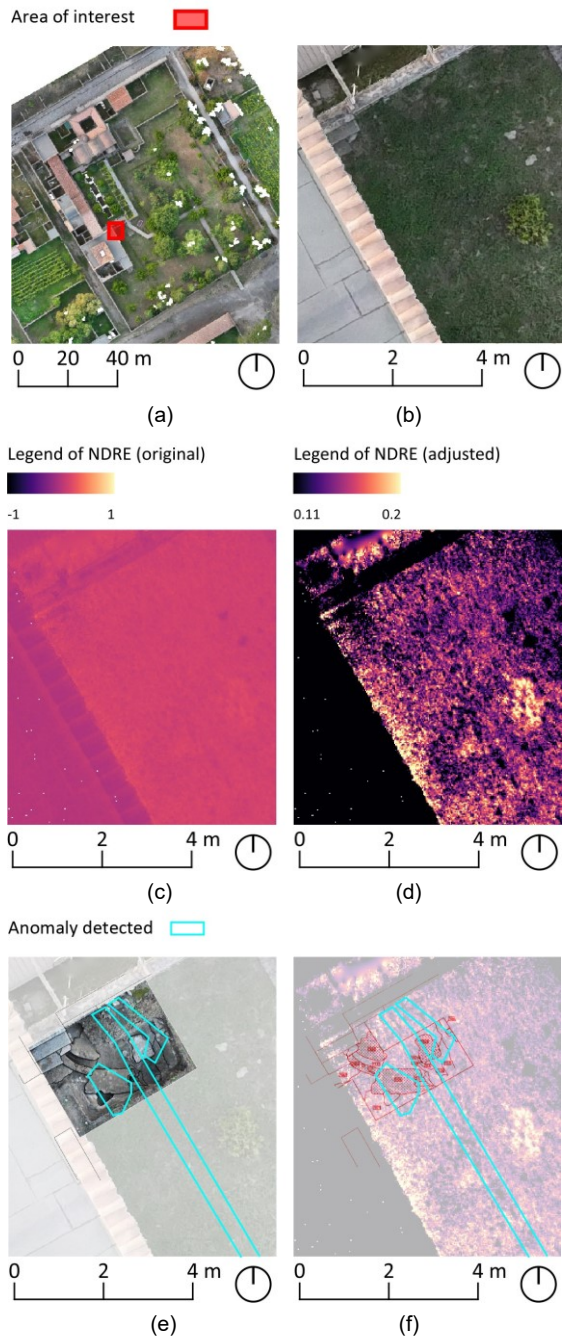 Area of interest
0 20 40 m
0 2 4 m
(a)
(b)
Legend of NDRE (original)
Legend of NDRE (adjusted)
-1 1
0.11 0.2
0 2 4 m
0 2 4 m
(c)
(d)
Anomaly detected
0 2 4 m
0 2 4 m
(e)
(f)